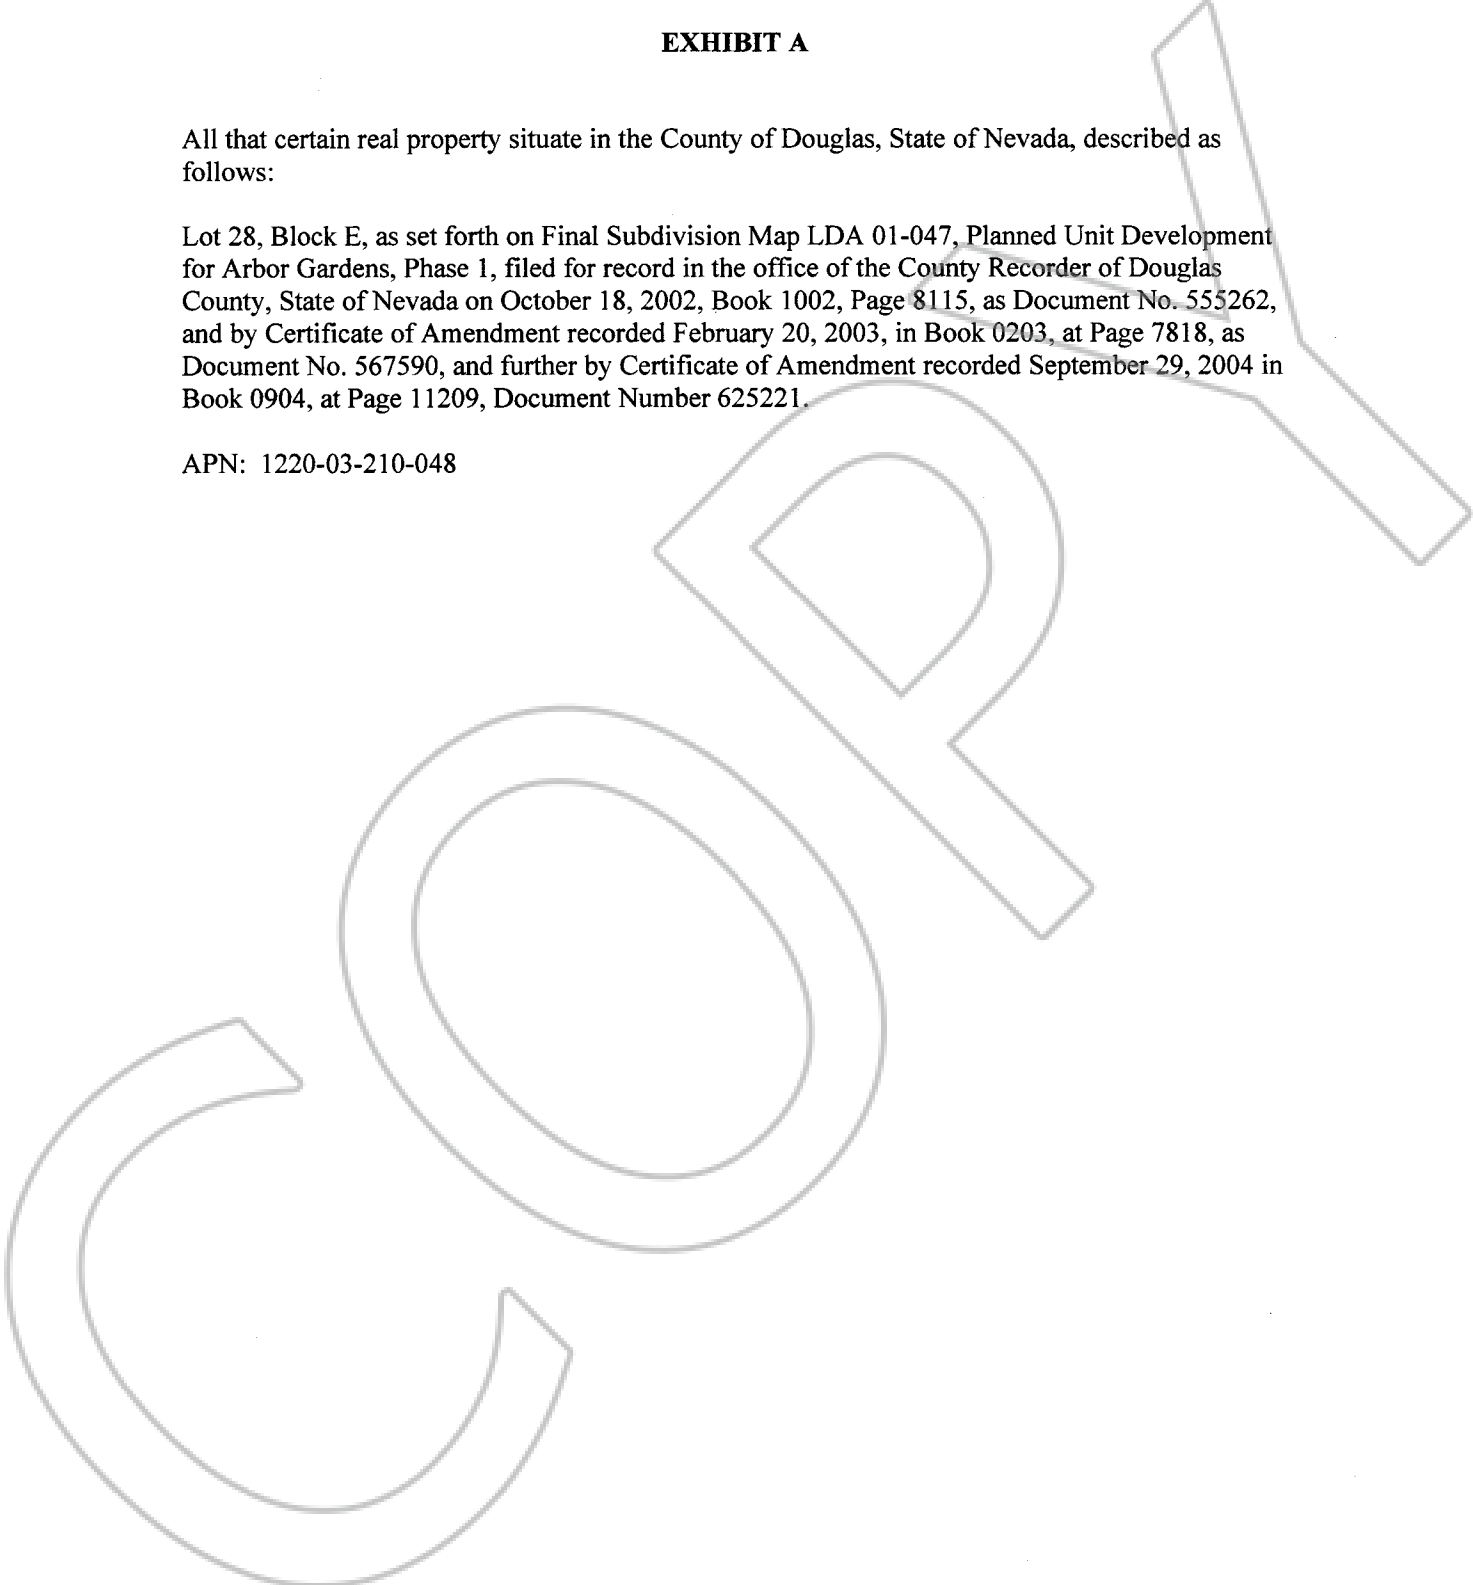 EXHIBIT A
All that certain real property situate in the County of Douglas, State of Nevada, described as
follows:
Lot 28, Block E, as set forth on Final Subdivision Map LDA 01-047, Planned Unit Development
for Arbor Gardens, Phase 1, filed for record in the office of the County Recorder of Douglas
County, State of Nevada on October 18, 2002, Book 1002, Page 8115, as Document No. 555262,
and by Certificate of Amendment recorded February 20, 2003, in Book 0203, at Page 7818, as
Document No. 567590, and further by Certificate of Amendment recorded September 29, 2004 in
Book 0904, at Page 11209, Document Number 625221.
APN:  1220-03-210-048
COPY